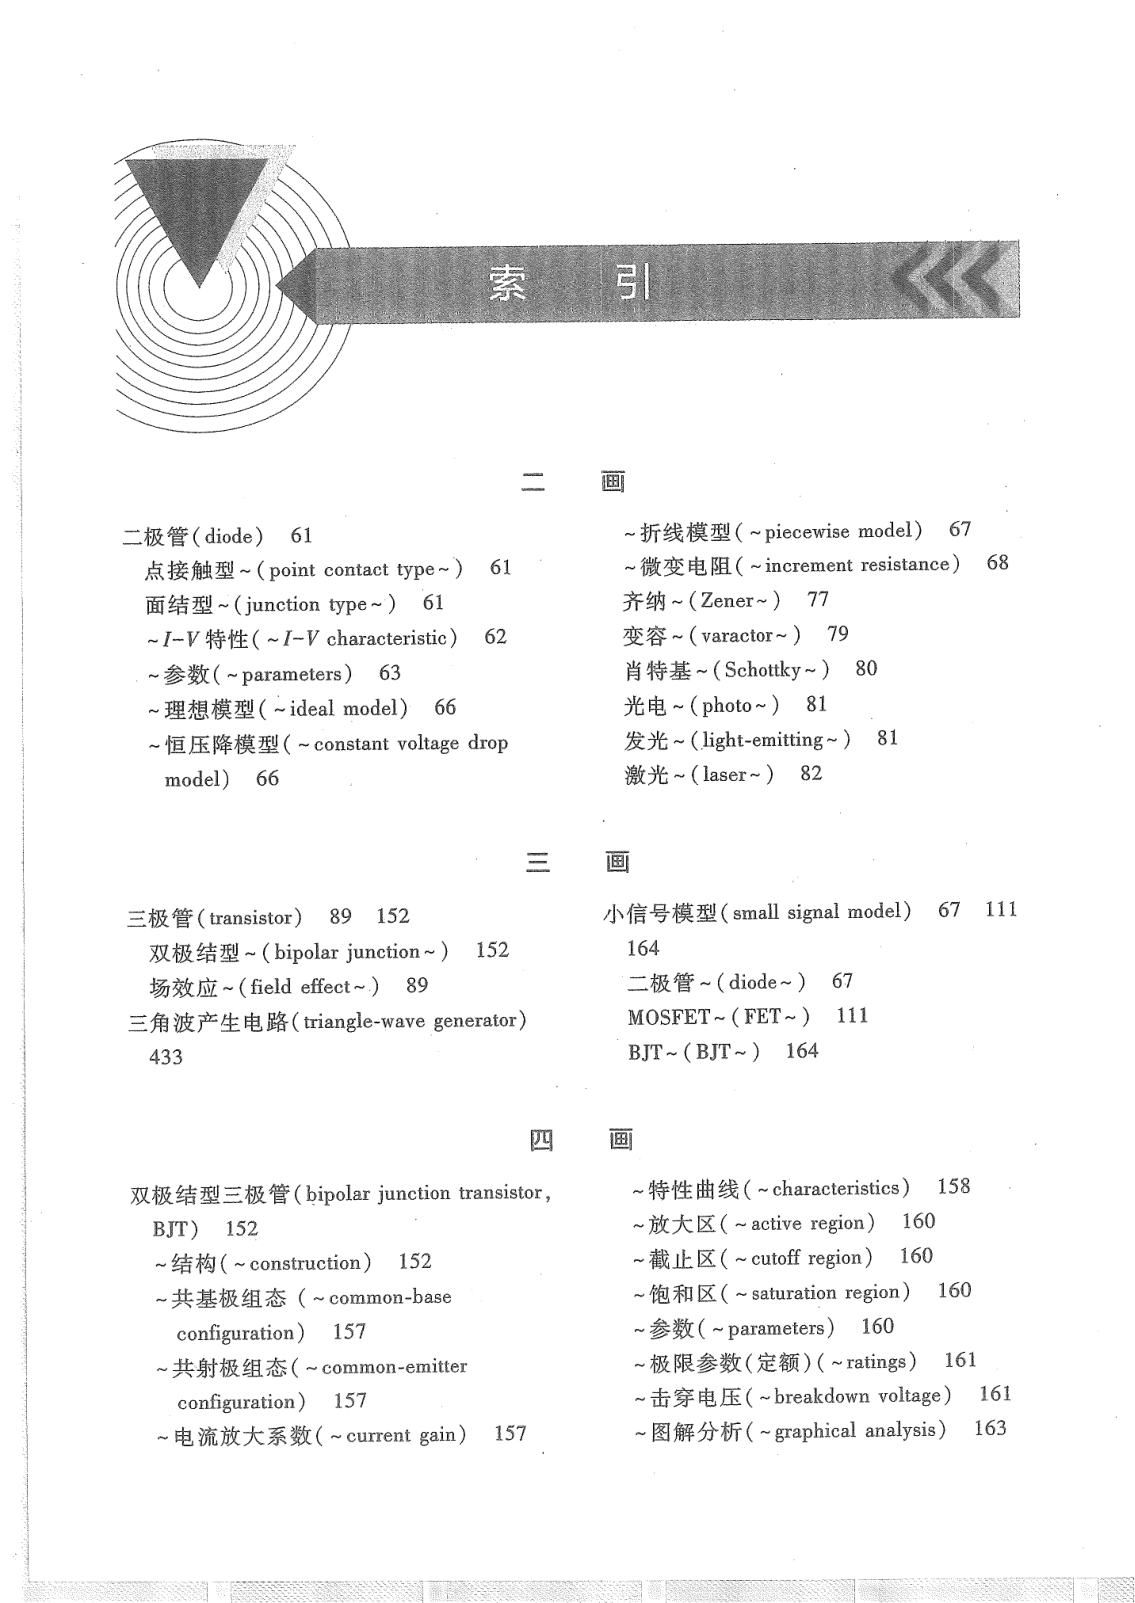 索 引
二 画
二极管(diode) 61
点接触型~(point contact type~) 61
面结型~(junction type~) 61
~I-V 特性(~I-V characteristic) 62
~参数(~parameters) 63
~理想模型(~ideal model) 66
~恒压降模型(~constant voltage drop
model) 66
~折线模型(~piecewise model) 67
~微变电阻(~increment resistance) 68
齐纳~(Zener~) 77
变容~(varactor~) 79
肖特基~(Schottky~) 80
光电~(photo~) 81
发光~(light-emitting~) 81
激光~(laser~) 82
三 画
三极管(transistor) 89 152
双极结型~(bipolar junction~) 152
场效应~(field effect~) 89
三角波产生电路(triangle-wave generator)
433
小信号模型(small signal model) 67 111
164
二极管~(diode~) 67
MOSFET~(FET~) 111
BJT~(BJT~) 164
四 画
双极结型三极管(bipolar junction transistor,
BJT) 152
~结构(~construction) 152
~共基极组态 (~common-base
configuration) 157
~共射极组态(~common-emitter
configuration) 157
~电流放大系数(~current gain) 157
~特性曲线(~characteristics) 158
~放大区(~active region) 160
~截止区(~cutoff region) 160
~饱和区(~saturation region) 160
~参数(~parameters) 160
~极限参数(定额)(~ratings) 161
~击穿电压(~breakdown voltage) 161
~图解分析(~graphical analysis) 163